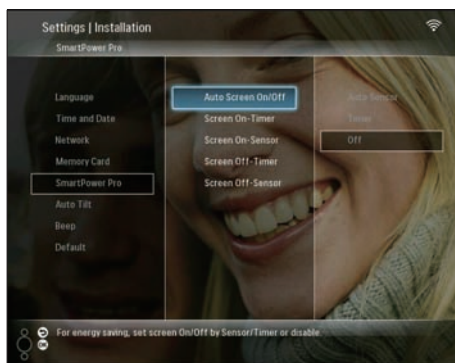 Settings | Installation
SmartPower Pro
Language
Time and Date
Network
Memory Card
SmartPower Pro
Auto Tilt
Beep
Default
Auto Screen On/Off
Screen On-Timer
Screen On-Sensor
Screen Off-Timer
Screen Off-Sensor
Auto-Sensor
Timer
Off
For energy saving, set screen On/Off by Sensor/Timer or disable.